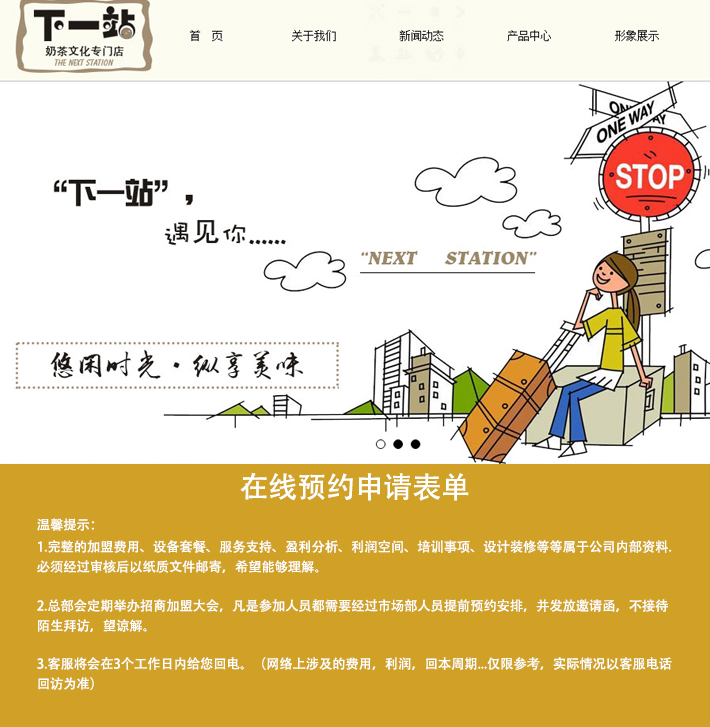 下一站
奶茶文化专门店
THE NEXT STATION
首 页 关于我们 新闻动态 产品中心 形象展示
ONE WAY
ONE WAY
STOP
“下一站”，
遇见你......
“NEXT STATION”
悠闲时光·纵享美味
在线预约申请表单
温馨提示：
1.完整的加盟费用、设备套餐、服务支持、盈利分析、利润空间、培训事项、设计装修等等属于公司内部资料.
必须经过审核后以纸质文件邮寄，希望能够理解。
2.总部会定期举办招商加盟大会，凡是参加人员都需要经过市场部人员提前预约安排，并发放邀请函，不接待
陌生拜访，望谅解。
3.客服将会在3个工作日内给您回电。（网络上涉及的费用，利润，回本周期...仅限参考，实际情况以客服电话
回访为准）